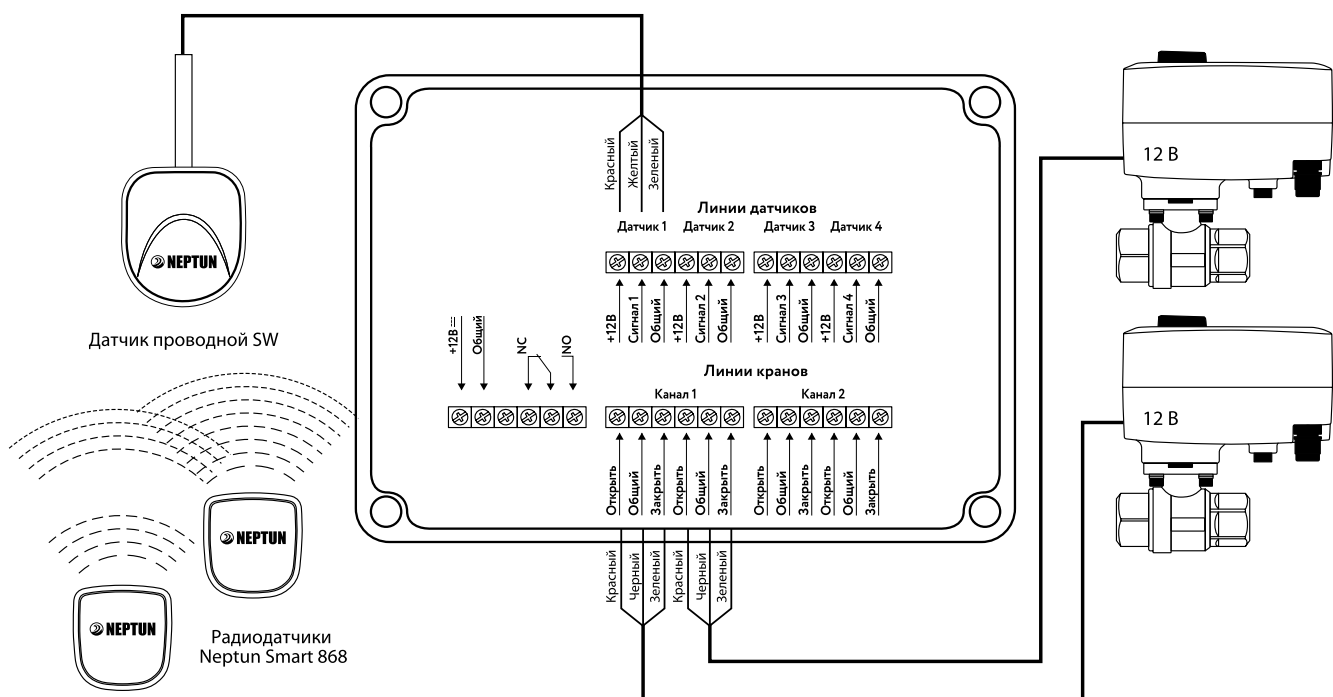 Красный
Желтый
Зеленый
Линии датчиков
Датчик 1 Датчик 2 Датчик 3 Датчик 4
+12В
Сигнал 1
Общий
+12В
Сигнал 2
Общий
+12В
Сигнал 3
Общий
+12В
Сигнал 4
Общий
NEPTUN
Датчик проводной SW
+12В
Общий
NC
NO
Линии кранов
Канал 1 Канал 2
Открыть
Общий
Закрыть
Открыть
Общий
Закрыть
Открыть
Общий
Закрыть
Открыть
Общий
Закрыть
Красный
Черный
Зеленый
Красный
Черный
Зеленый
NEPTUN
NEPTUN
Радиодатчики
Neptun Smart 868
12 В
12 В